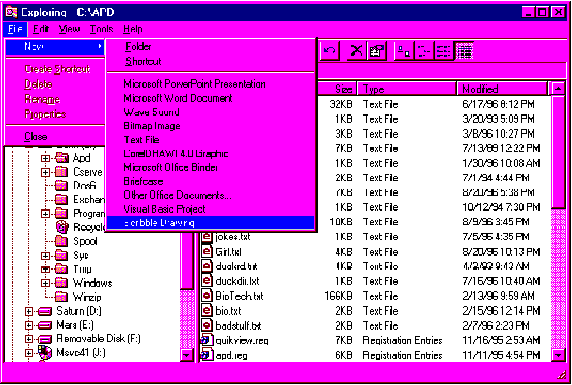 Exploring - C:\APD
File Edit View Tools Help
New
Folder
Shortcut
Create Shortcut
Delete
Rename
Properties
Close
Microsoft PowerPoint Presentation
Microsoft Word Document
Wave Sound
Bitmap Image
Text File
CorelDRAW! 4.0 Graphic
Microsoft Office Binder
Briefcase
Other Office Documents...
Visual Basic Project
Scribble Drawing
Size Type Modified
32KB Text File 6/17/96 8:12 PM
1KB Text File 3/20/95 5:09 PM
3KB Text File 3/8/96 10:27 PM
7KB Text File 7/13/99 12:22 PM
1KB Text File 1/30/96 10:08 AM
2KB Text File 7/1/94 4:44 PM
7KB Text File 8/20/96 5:38 PM
1KB Text File 10/12/94 7:30 PM
10KB Text File 8/9/96 3:45 PM
jokes.txt 1KB Text File 7/5/96 4:35 PM
Girl.txt 4KB Text File 8/20/96 10:13 PM
duckrd.txt 4KB Text File 9:43 AM
duckdir.txt 1KB Text File 7/16/96 10:40 AM
BioTech.txt 166KB Text File 2/13/96 9:59 AM
bio.txt 2KB Text File 2/15/96 12:14 PM
badstuff.txt 2KB Text File 2/7/96 2:23 PM
quikview.reg 7KB Registration Entries 11/16/95 2:53 AM
apd.reg 6KB Registration Entries 11/11/95 4:54 PM
Apd
Cserve
DosFi
Exchan
Program
Recycle
Spool
Sys
Tmp
Windows
Winzip
Saturn (D:)
Mars (E:)
Removable Disk (F:)
Msvc41 (J:)